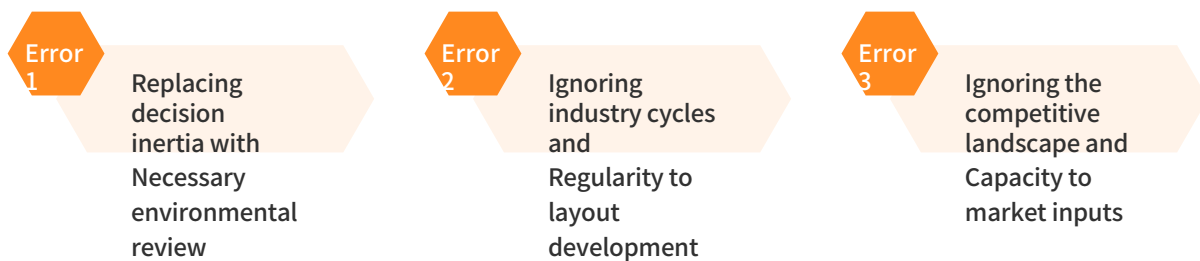 Error
1
Replacing
decision
inertia with
Necessary
environmental
review
Error
2
Ignoring
industry cycles
and
Regularity to
layout
development
Error
3
Ignoring the
competitive
landscape and
Capacity to
market inputs